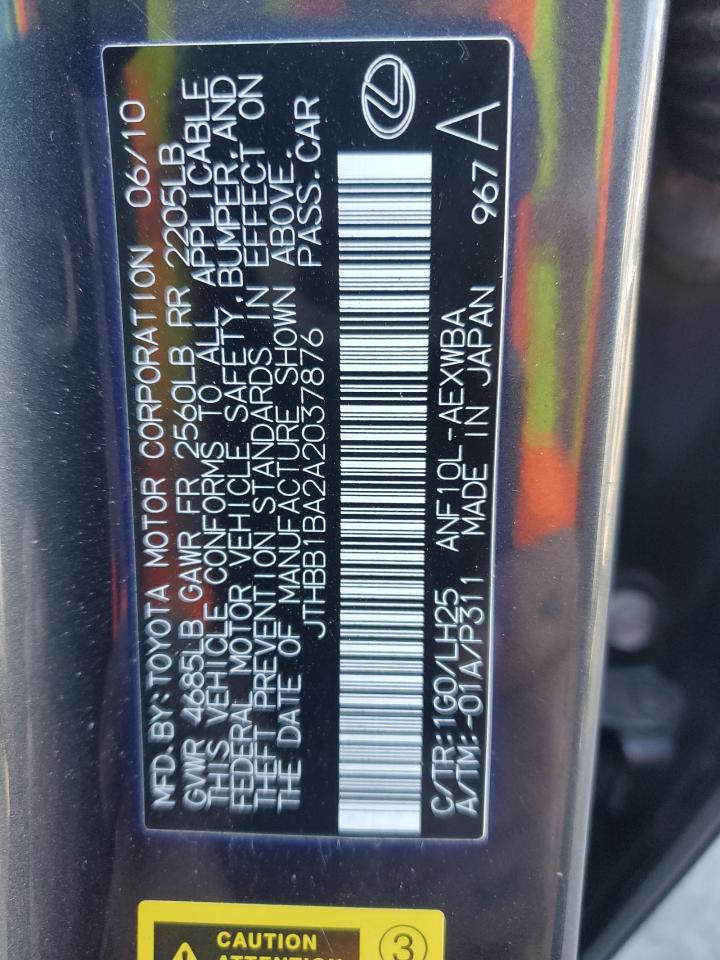 MFD.BY:TOYOTA MOTOR CORPORATION 06/10
GVWR 4685LB GAWR FR 2560LB RR 2205LB
THIS VEHICLE CONFORMS TO ALL APPLICABLE
FEDERAL MOTOR VEHICLE SAFETY,BUMPER,AND
THEFT PREVENTION STANDARDS IN EFFECT ON
THE DATE OF MANUFACTURE SHOWN ABOVE.
JTHBB1BA2A2037876 PASS.CAR
C/TR:1G0/LH25 ANF10L-AEXWBA
A/TM:-01A/P311 MADE IN JAPAN 967 A
CAUTION 3